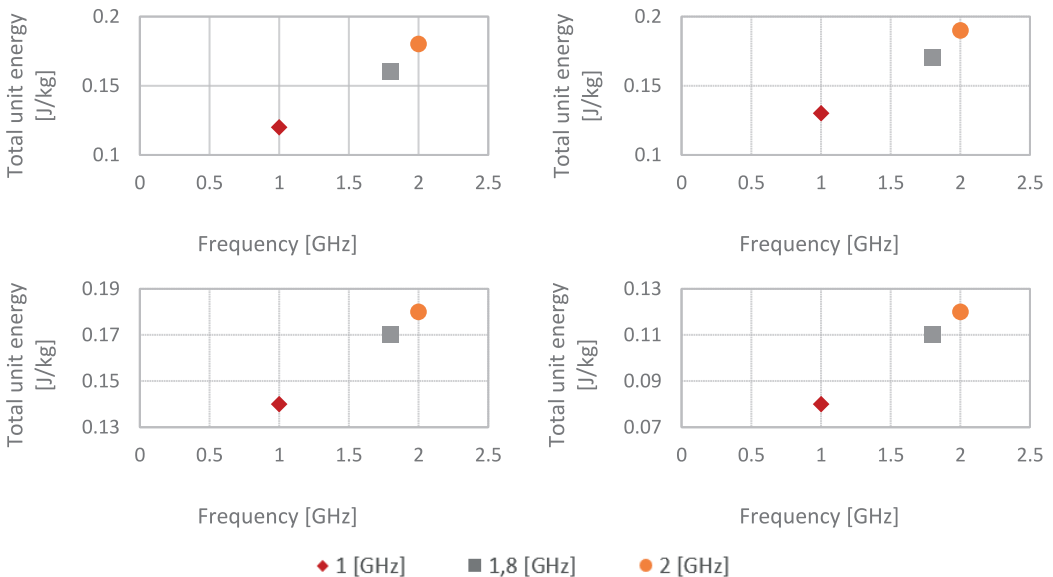 Total unit energy
[J/kg]
0.2
0.15
0.1
0 0.5 1 1.5 2 2.5
Frequency [GHz]
Total unit energy
[J/kg]
0.2
0.15
0.1
0 0.5 1 1.5 2 2.5
Frequency [GHz]
Total unit energy
[J/kg]
0.19
0.17
0.15
0.13
0 0.5 1 1.5 2 2.5
Frequency [GHz]
Total unit energy
[J/kg]
0.13
0.11
0.09
0.07
0 0.5 1 1.5 2 2.5
Frequency [GHz]
1 [GHz] 1,8 [GHz] 2 [GHz]